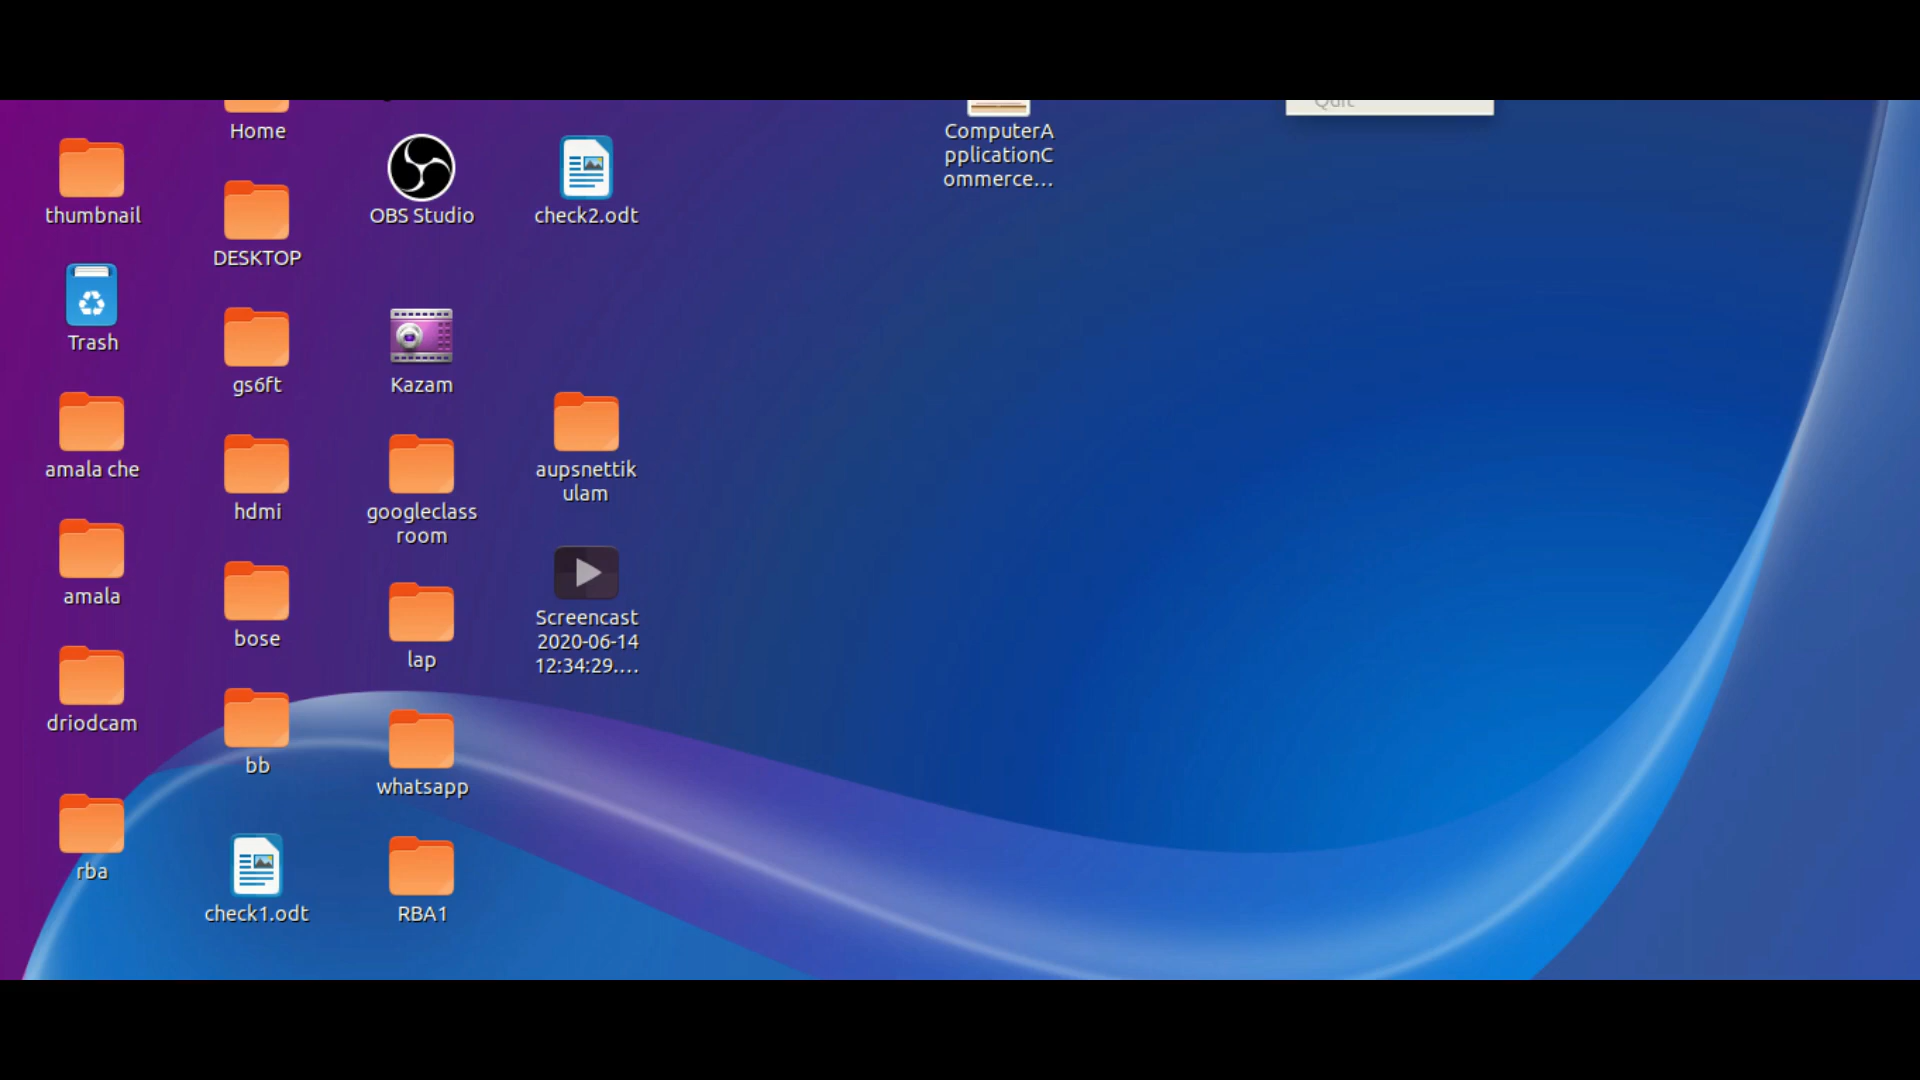 thumbnail
Trash
amala che
amala
driodcam
rba
Home
DESKTOP
gs6ft
hdmi
bose
bb
check1.odt
OBS Studio
Kazam
googleclass
room
lap
whatsapp
RBA1
check2.odt
aupsnettik
ulam
Screencast
2020-06-14
12:34:29....
ComputerA
pplicationC
ommerce...
Quit